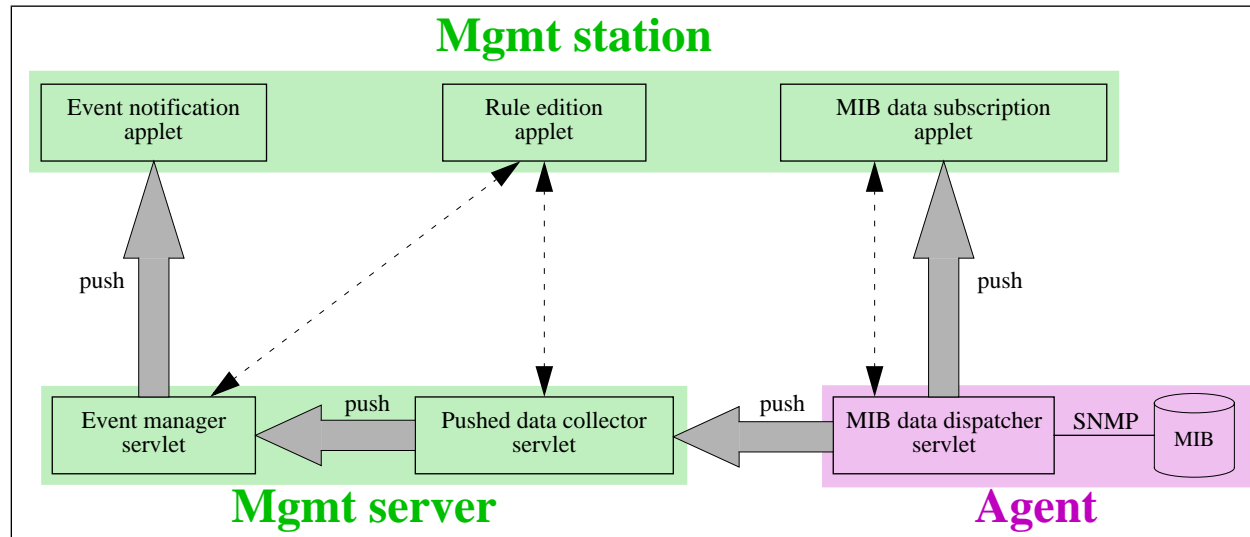 Mgmt station
Event notification
applet
Rule edition
applet
MIB data subscription
applet
push
push
push
push
Event manager
servlet
Pushed data collector
servlet
MIB data dispatcher
servlet
SNMP
MIB
Mgmt server
Agent